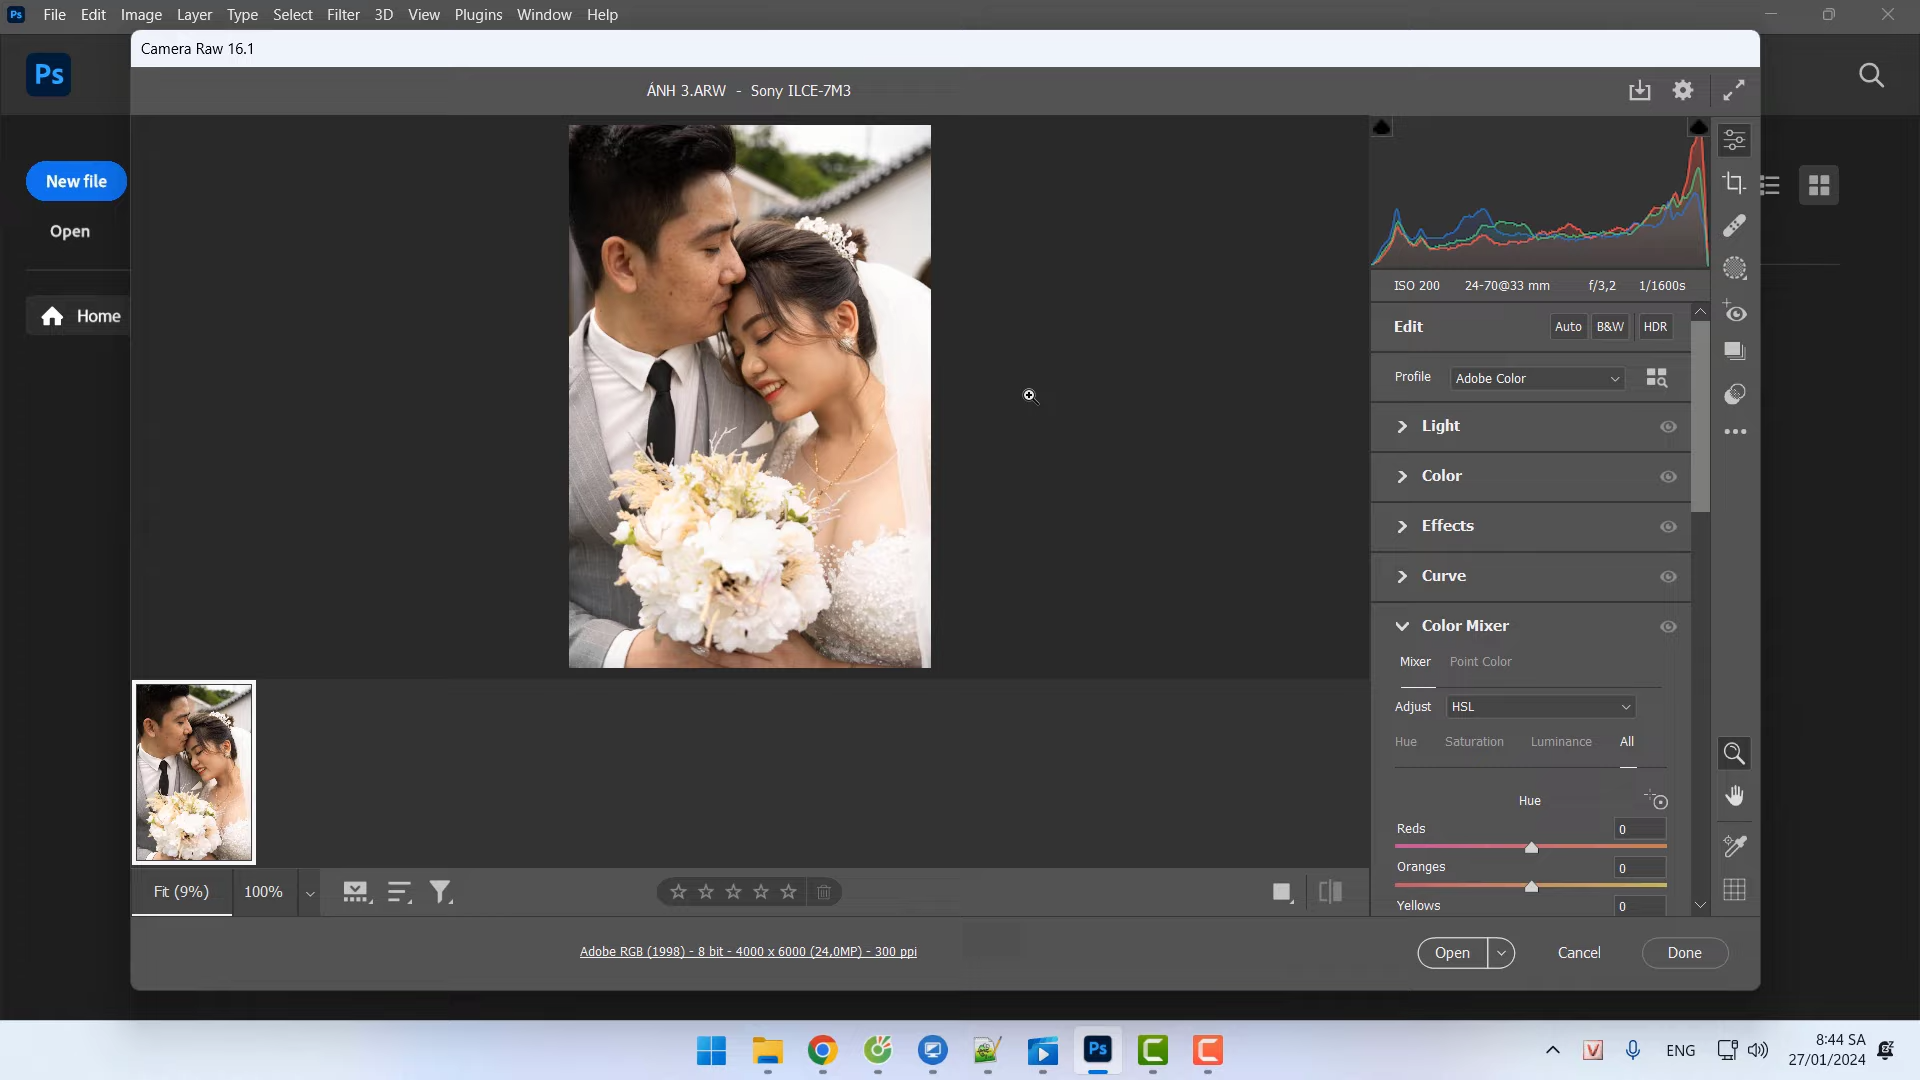 Ps File Edit Image Layer Type Select Filter 3D View Plugins Window Help
Camera Raw 16.1
Ps
ẢNH 3.ARW - Sony ILCE-7M3
New file
Open
Home
ISO 200 24-70@33 mm f/3,2 1/1600s
Edit Auto B&W HDR
Profile Adobe Color
Light
Color
Effects
Curve
Color Mixer
Mixer Point Color
Adjust HSL
Hue Saturation Luminance All
Hue
Reds 0
Oranges 0
Yellows 0
Fit (9%) 100%
Adobe RGB (1998) - 8 bit - 4000 x 6000 (24,0MP) - 300 ppi
Open Cancel Done
Ps
V
ENG
8:44 SA
27/01/2024